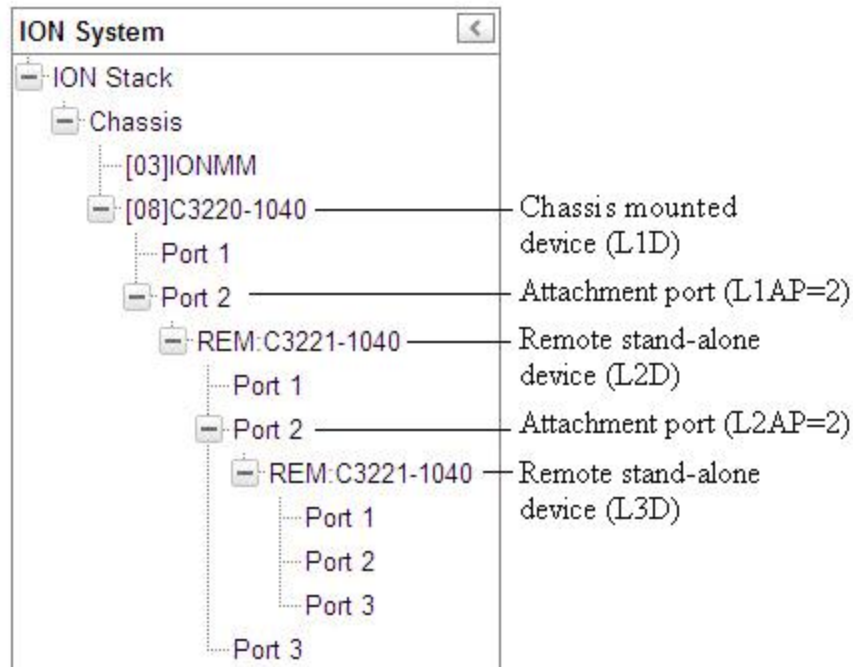 ION System
ION Stack
Chassis
[03]IONMM
[08]C3220-1040
Chassis mounted
device (L1D)
Port 1
Port 2
Attachment port (L1AP=2)
REM:C3221-1040
Remote stand-alone
device (L2D)
Port 1
Port 2
Attachment port (L2AP=2)
REM:C3221-1040
Remote stand-alone
device (L3D)
Port 1
Port 2
Port 3
Port 3